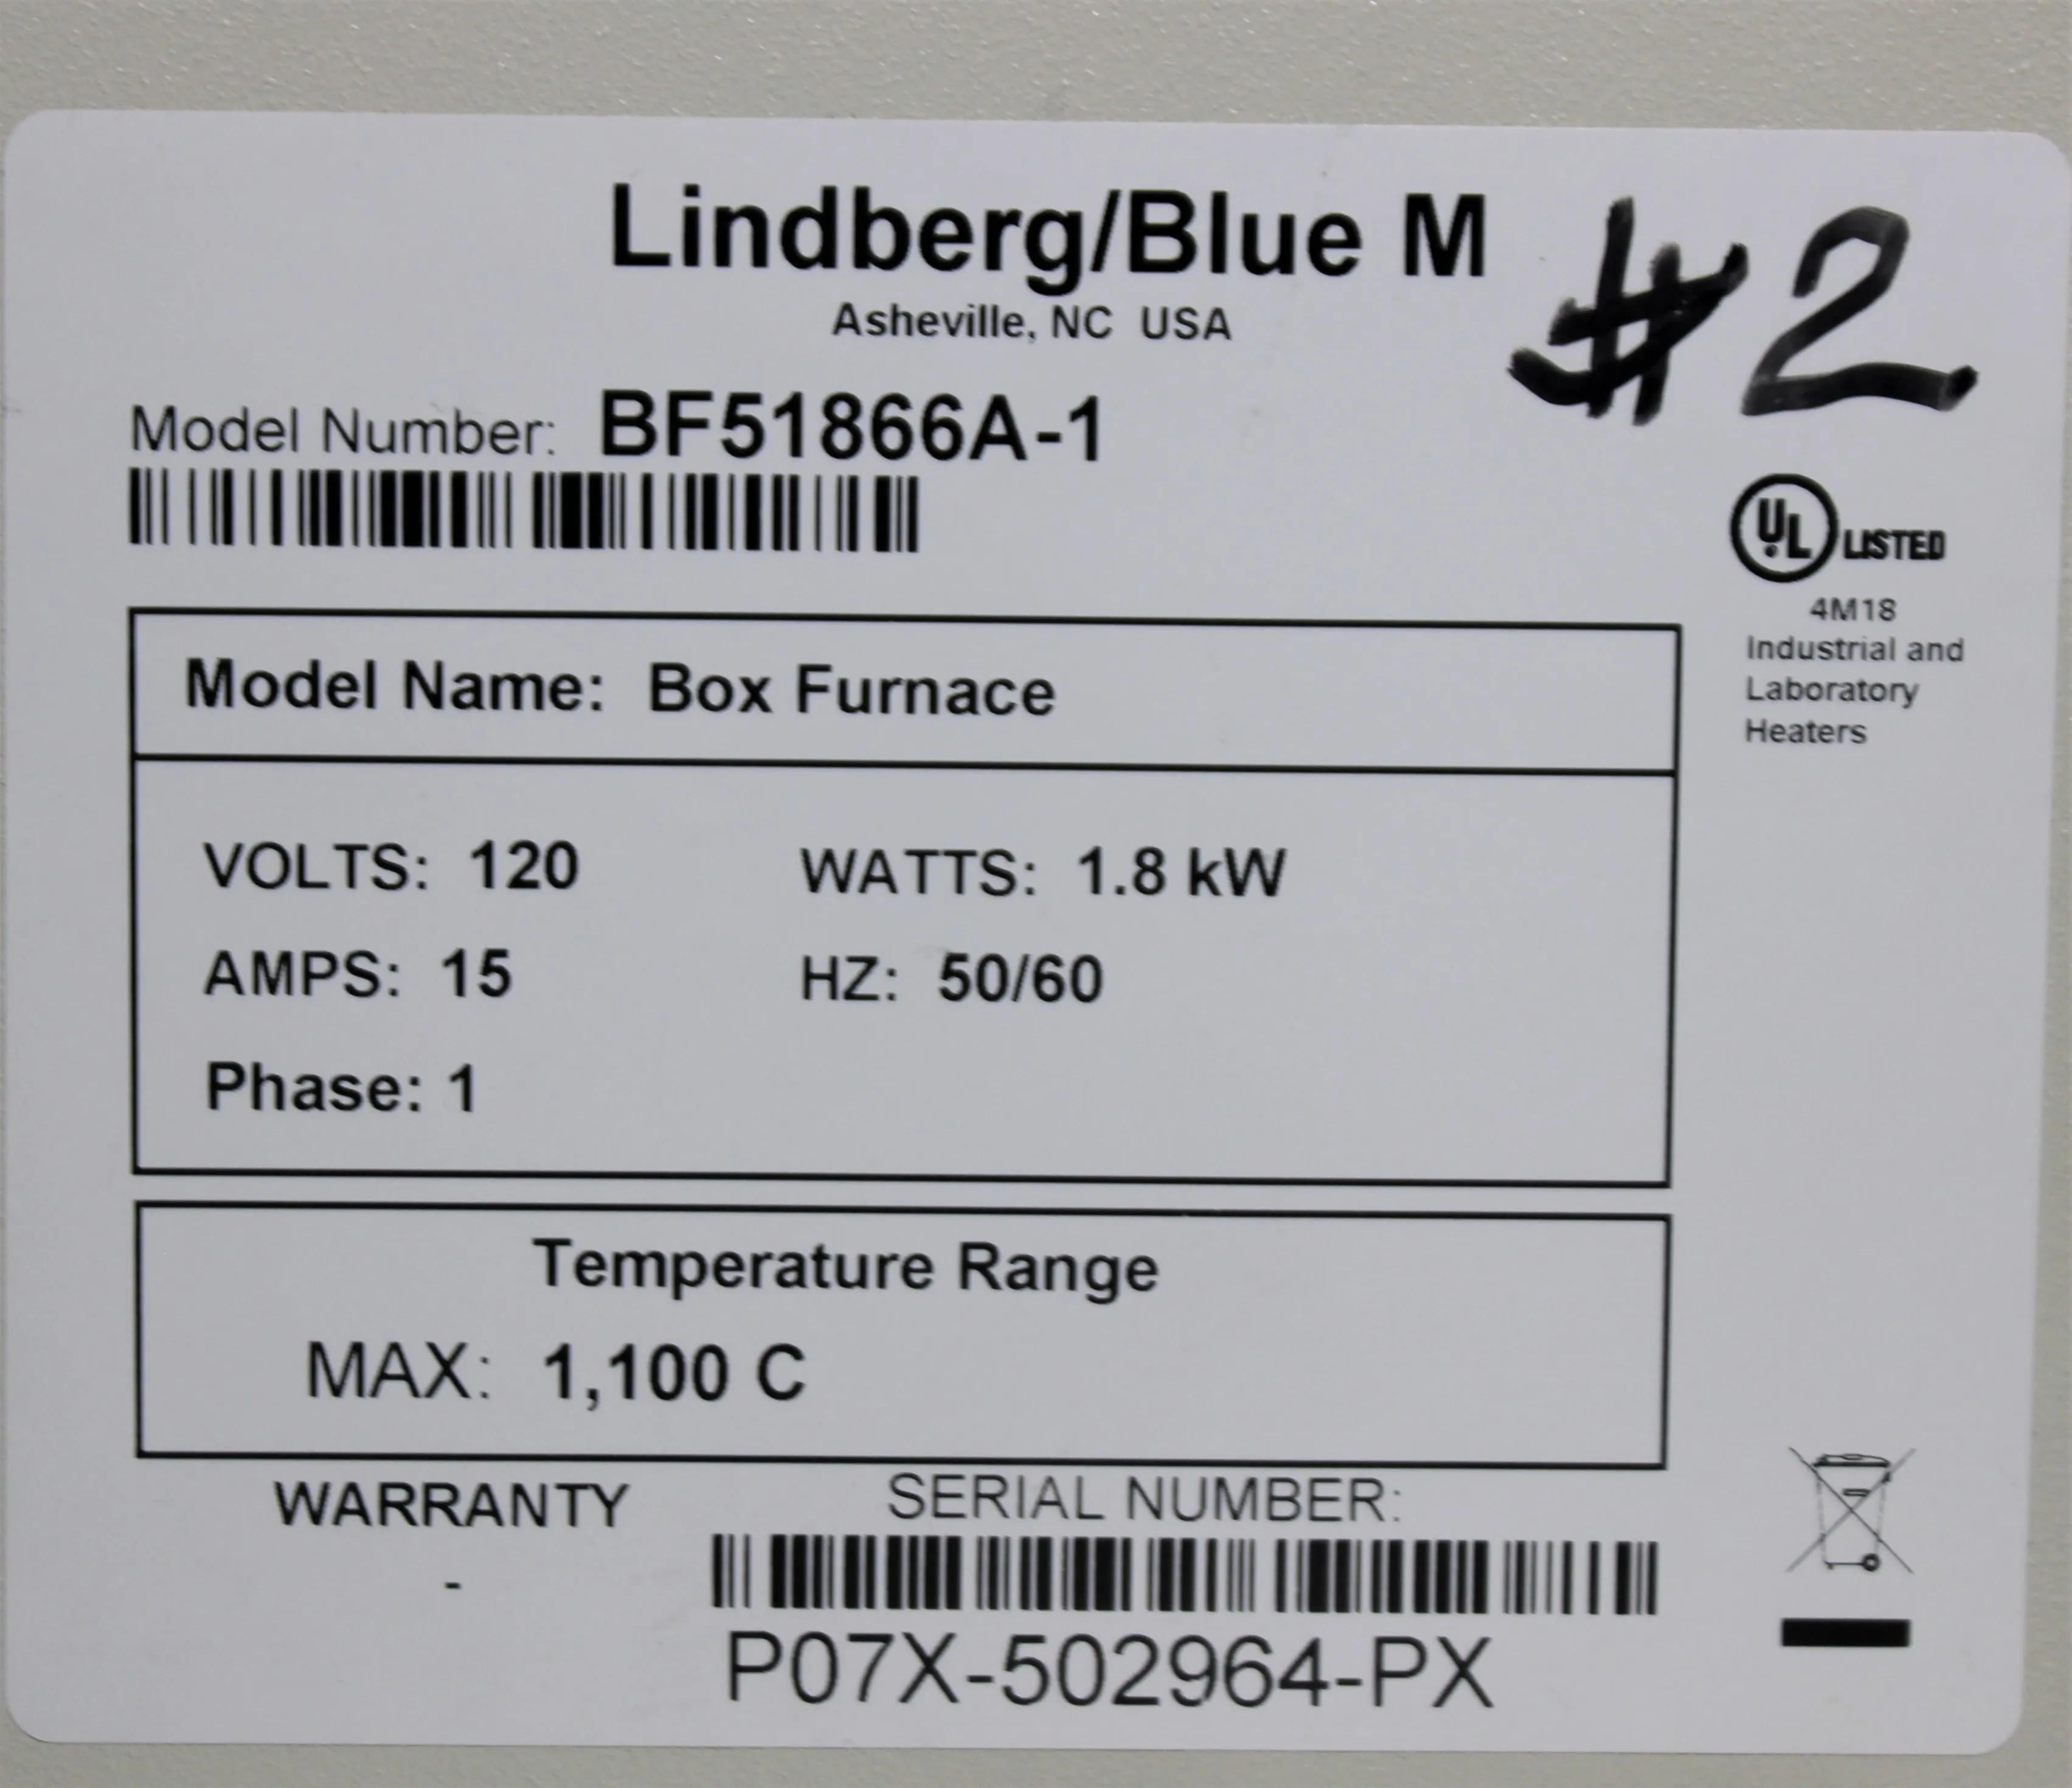 Lindberg/Blue M
#2
Asheville, NC USA
Model Number: BF51866A-1
UL LISTED
4M18
Industrial and
Laboratory
Heaters
Model Name: Box Furnace
VOLTS: 120 WATTS: 1.8 kW
AMPS: 15 HZ: 50/60
Phase: 1
Temperature Range
MAX: 1,100 C
WARRANTY
-
SERIAL NUMBER:
P07X-502964-PX